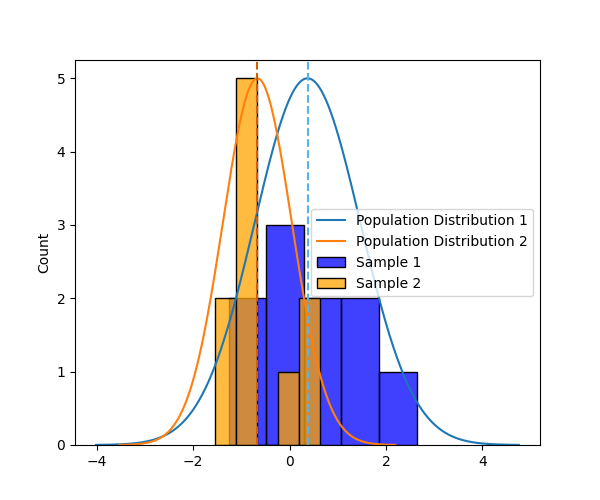 5
4
3
2
1
0
Count
−4
−2
0
2
4
Population Distribution 1
Population Distribution 2
Sample 1
Sample 2